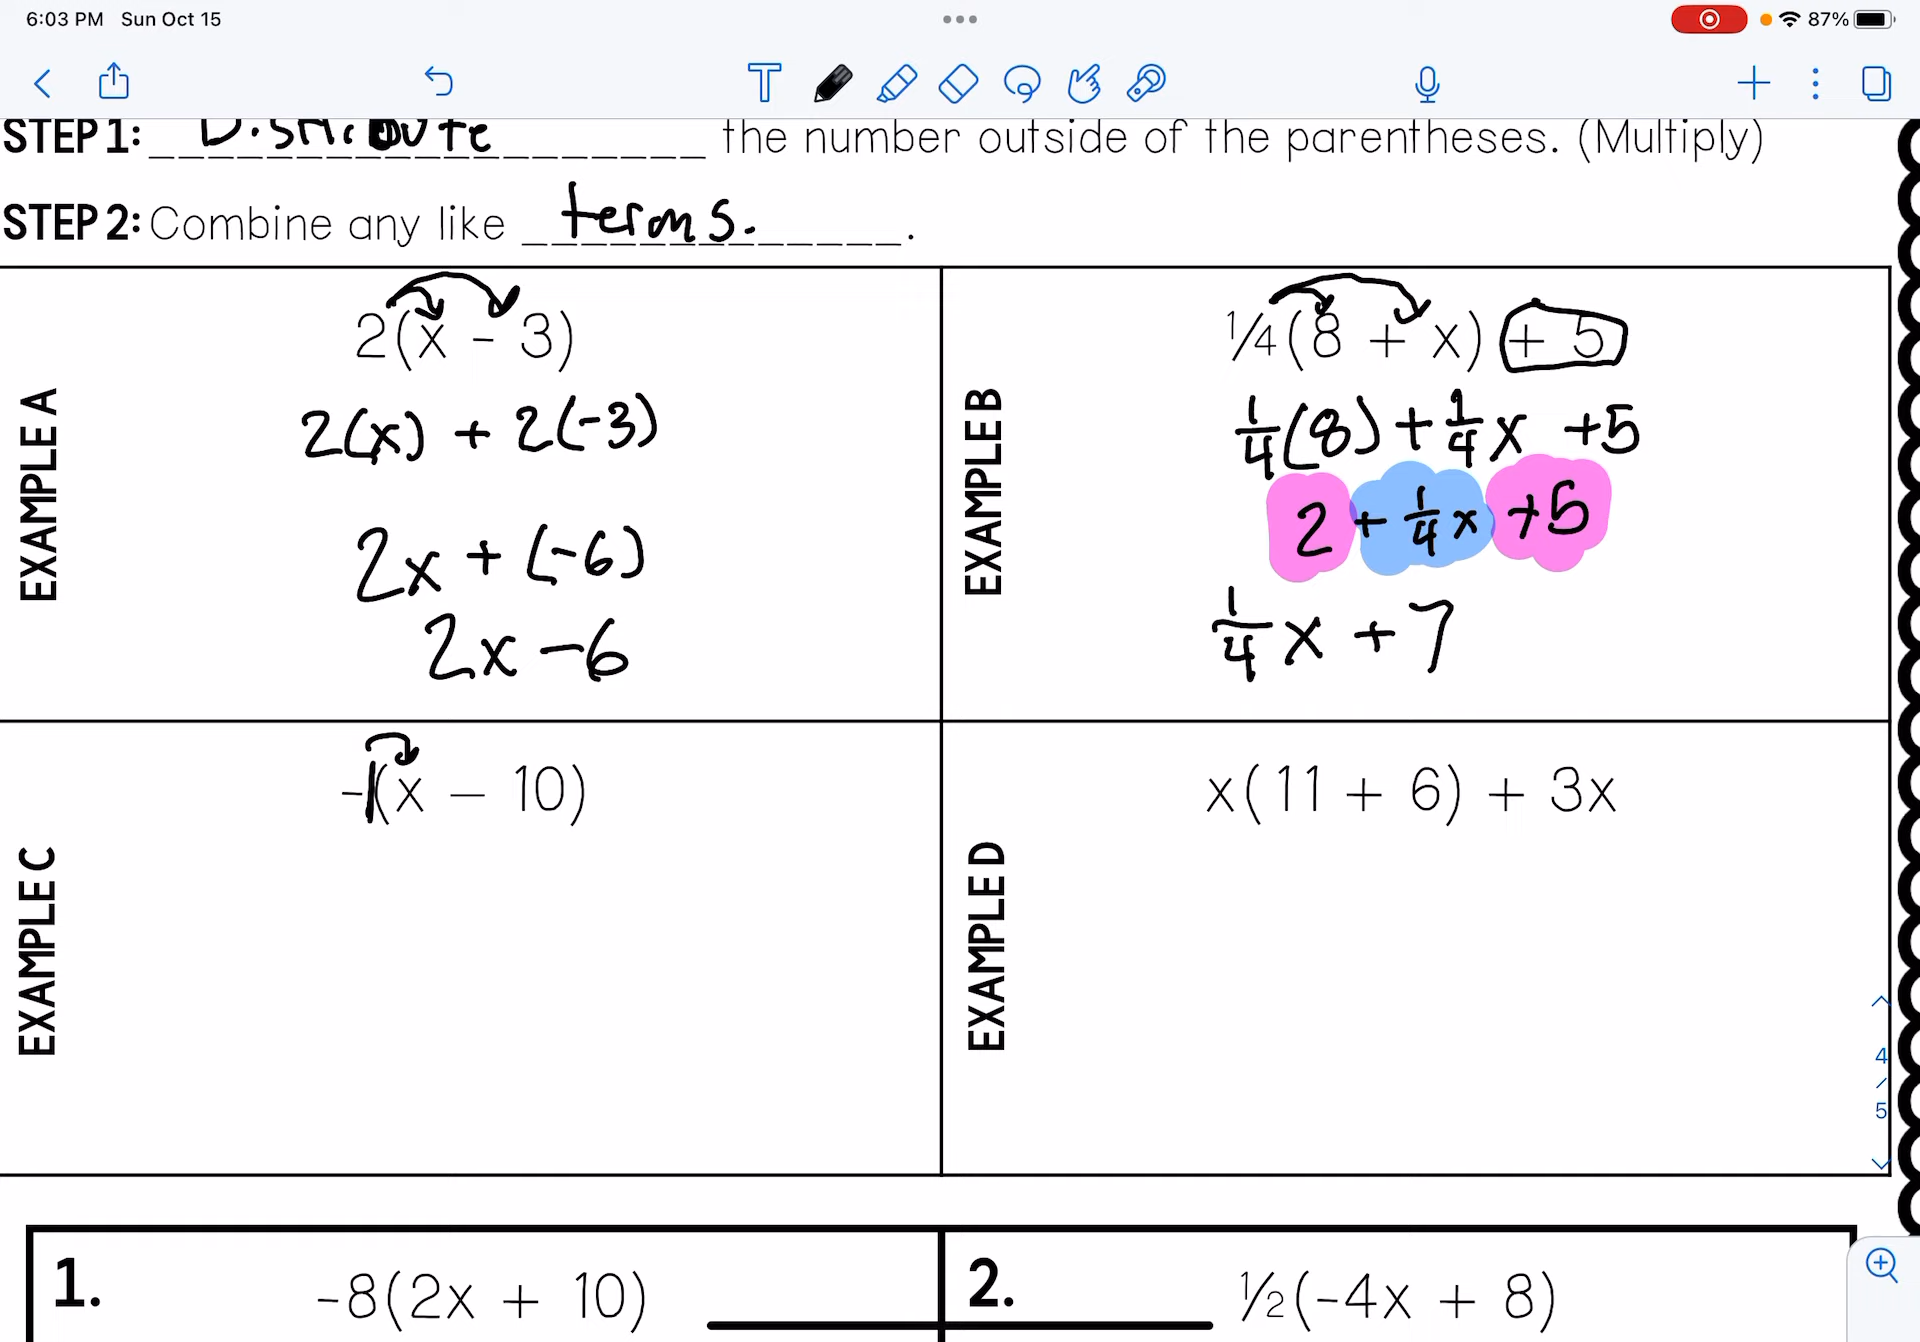 6:03 PM Sun Oct 15
87%
STEP 1: Distribute the number outside of the parentheses. (Multiply)
STEP 2: Combine any like terms. .
EXAMPLE A
2(x - 3)
2(x) + 2(-3)
2x + (-6)
2x - 6
EXAMPLE B
¼(8 + x) + 5
1/4(8) + 1/4x + 5
2 + 1/4x + 5
1/4x + 7
EXAMPLE C
-1(x – 10)
EXAMPLE D
x(11 + 6) + 3x
4
/
5
1. -8(2x + 10)
2. ½(-4x + 8)